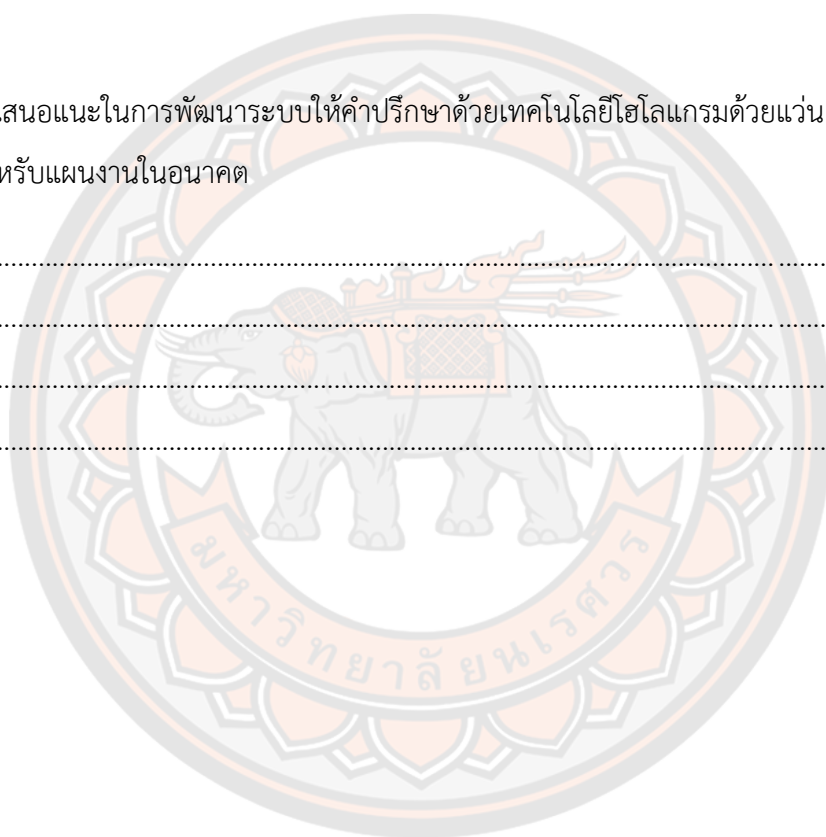 เสนอแนะในการพัฒนาระบบให้คำปรึกษาด้วยเทคโนโลยีโฮโลแกรมด้วยแว่น
หรับแผนงานในอนาคต
มหาวิทยาลัยนเรศวร